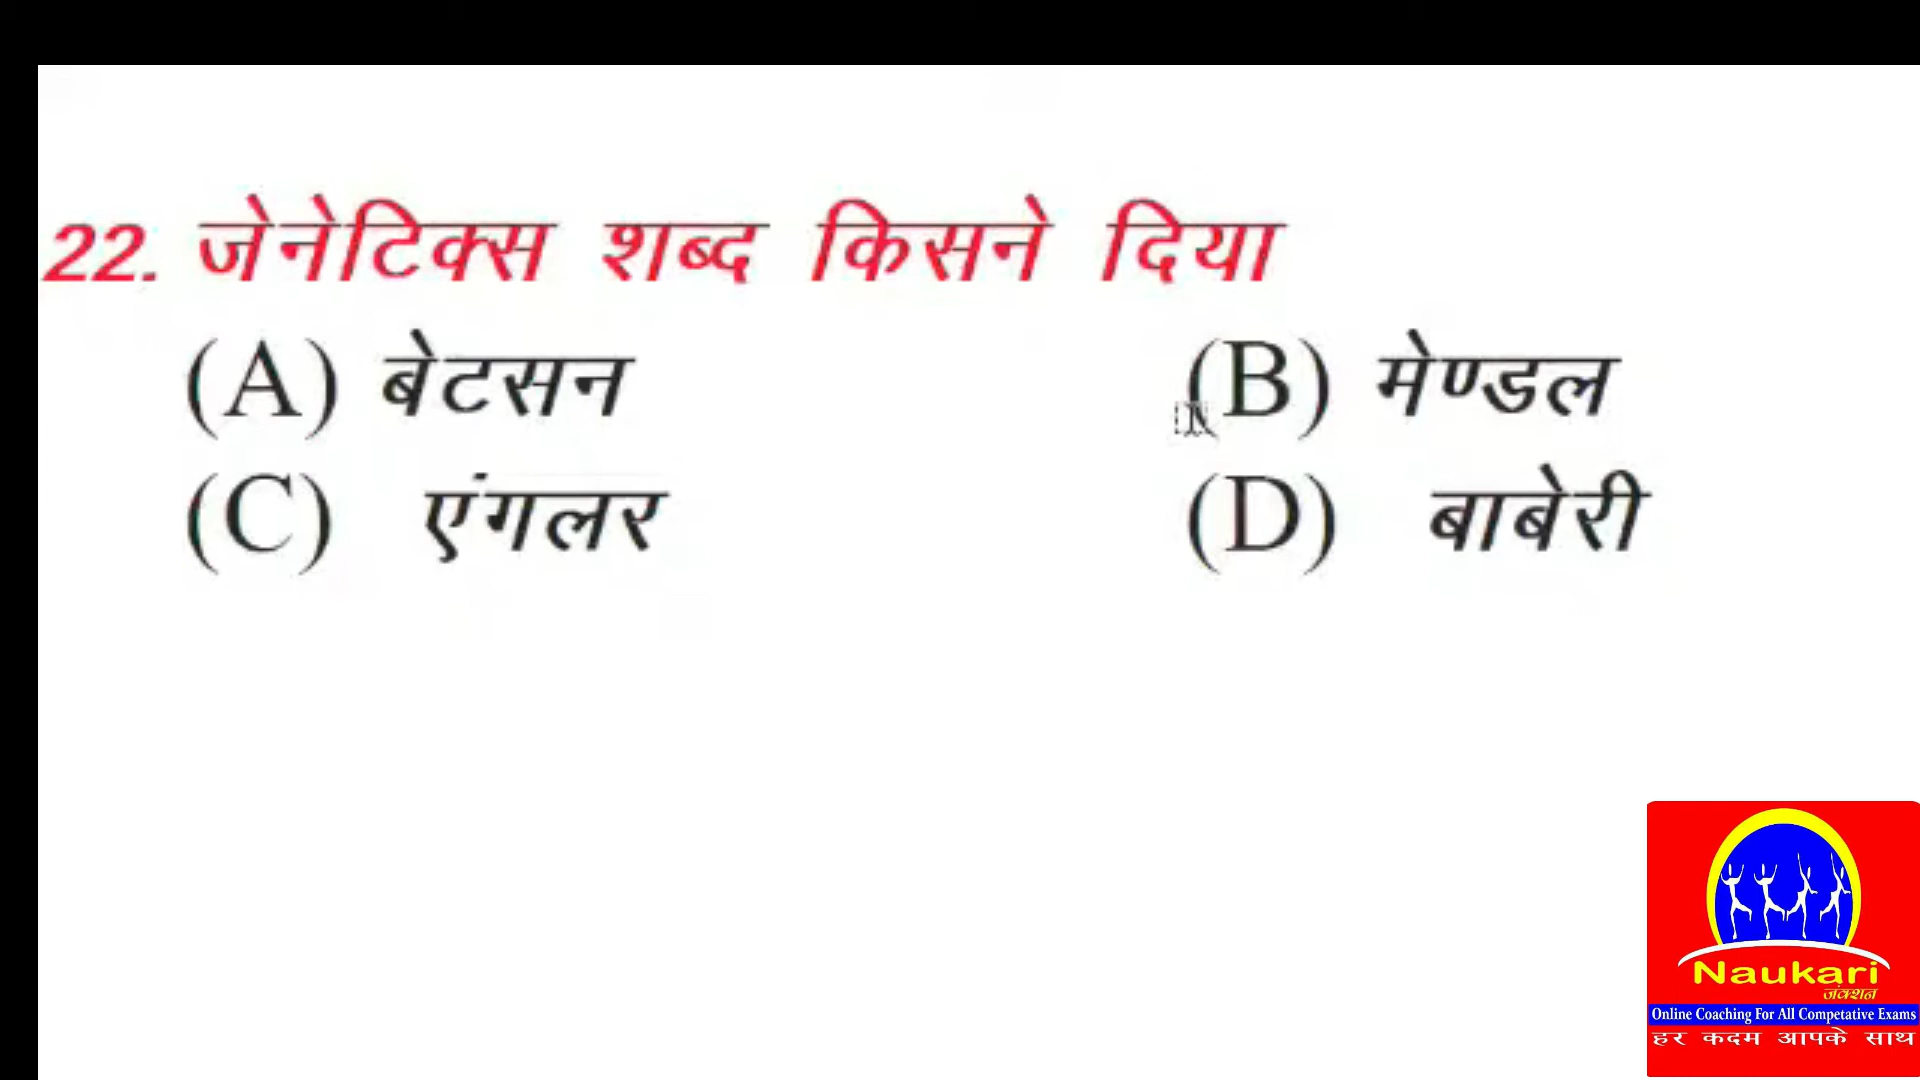 22. जेनेटिक्स शब्द किसने दिया
(A) बेटसन (B) मेण्डल
(C) एंगलर (D) बाबेरी
Naukari
जंक्शन
Online Coaching For All Competative Exams
हर कदम आपके साथ